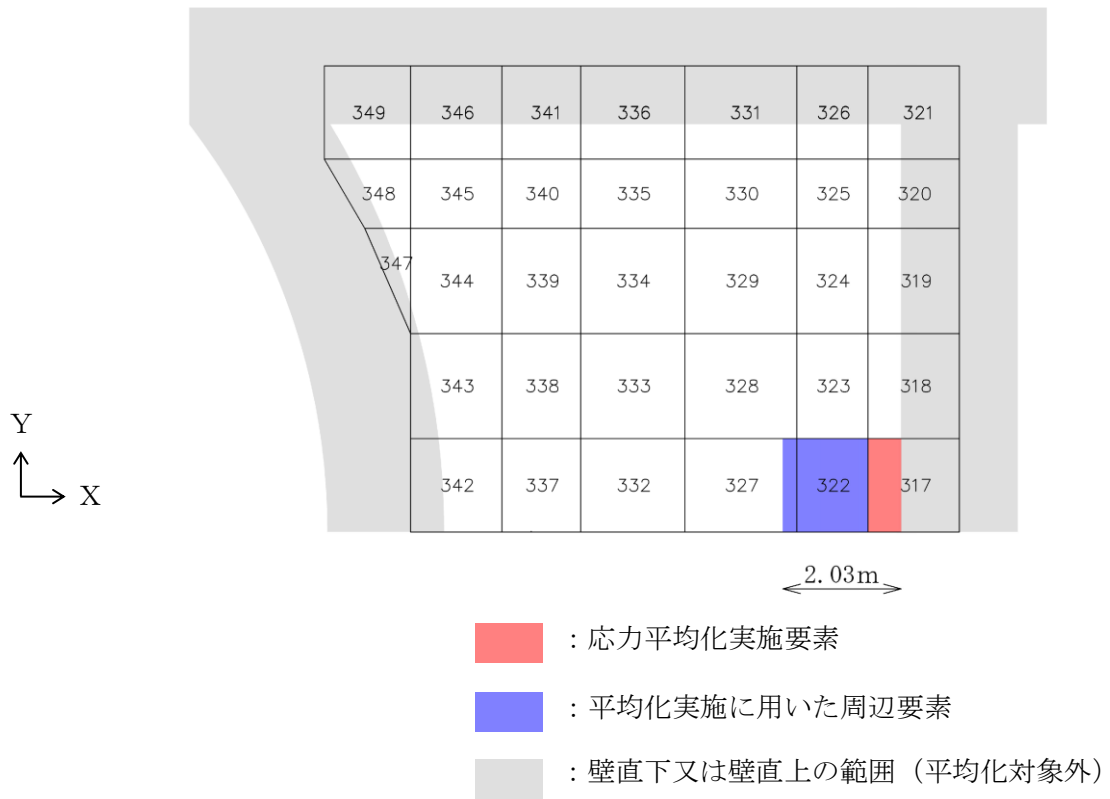 349 346 341 336 331 326 321
348 345 340 335 330 325 320
347 344 339 334 329 324 319
343 338 333 328 323 318
342 337 332 327 322 317
Y
X
2.03m
：応力平均化実施要素
：平均化実施に用いた周辺要素
：壁直下又は壁直上の範囲（平均化対象外）